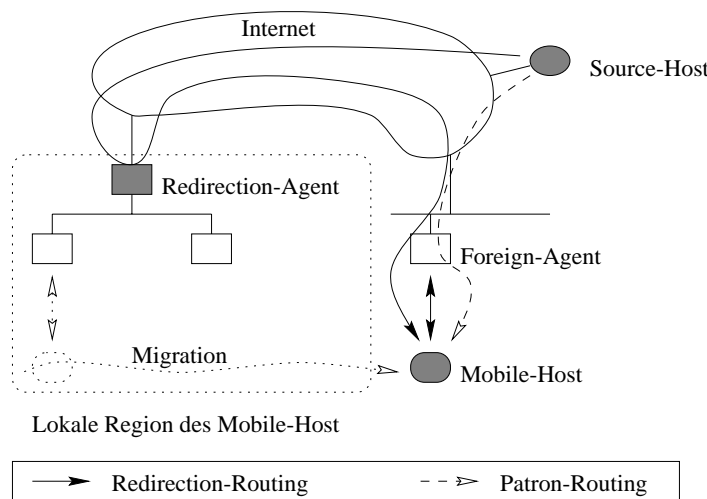 Internet
Source-Host
Redirection-Agent
Foreign-Agent
Migration
Mobile-Host
Lokale Region des Mobile-Host
Redirection-Routing
Patron-Routing